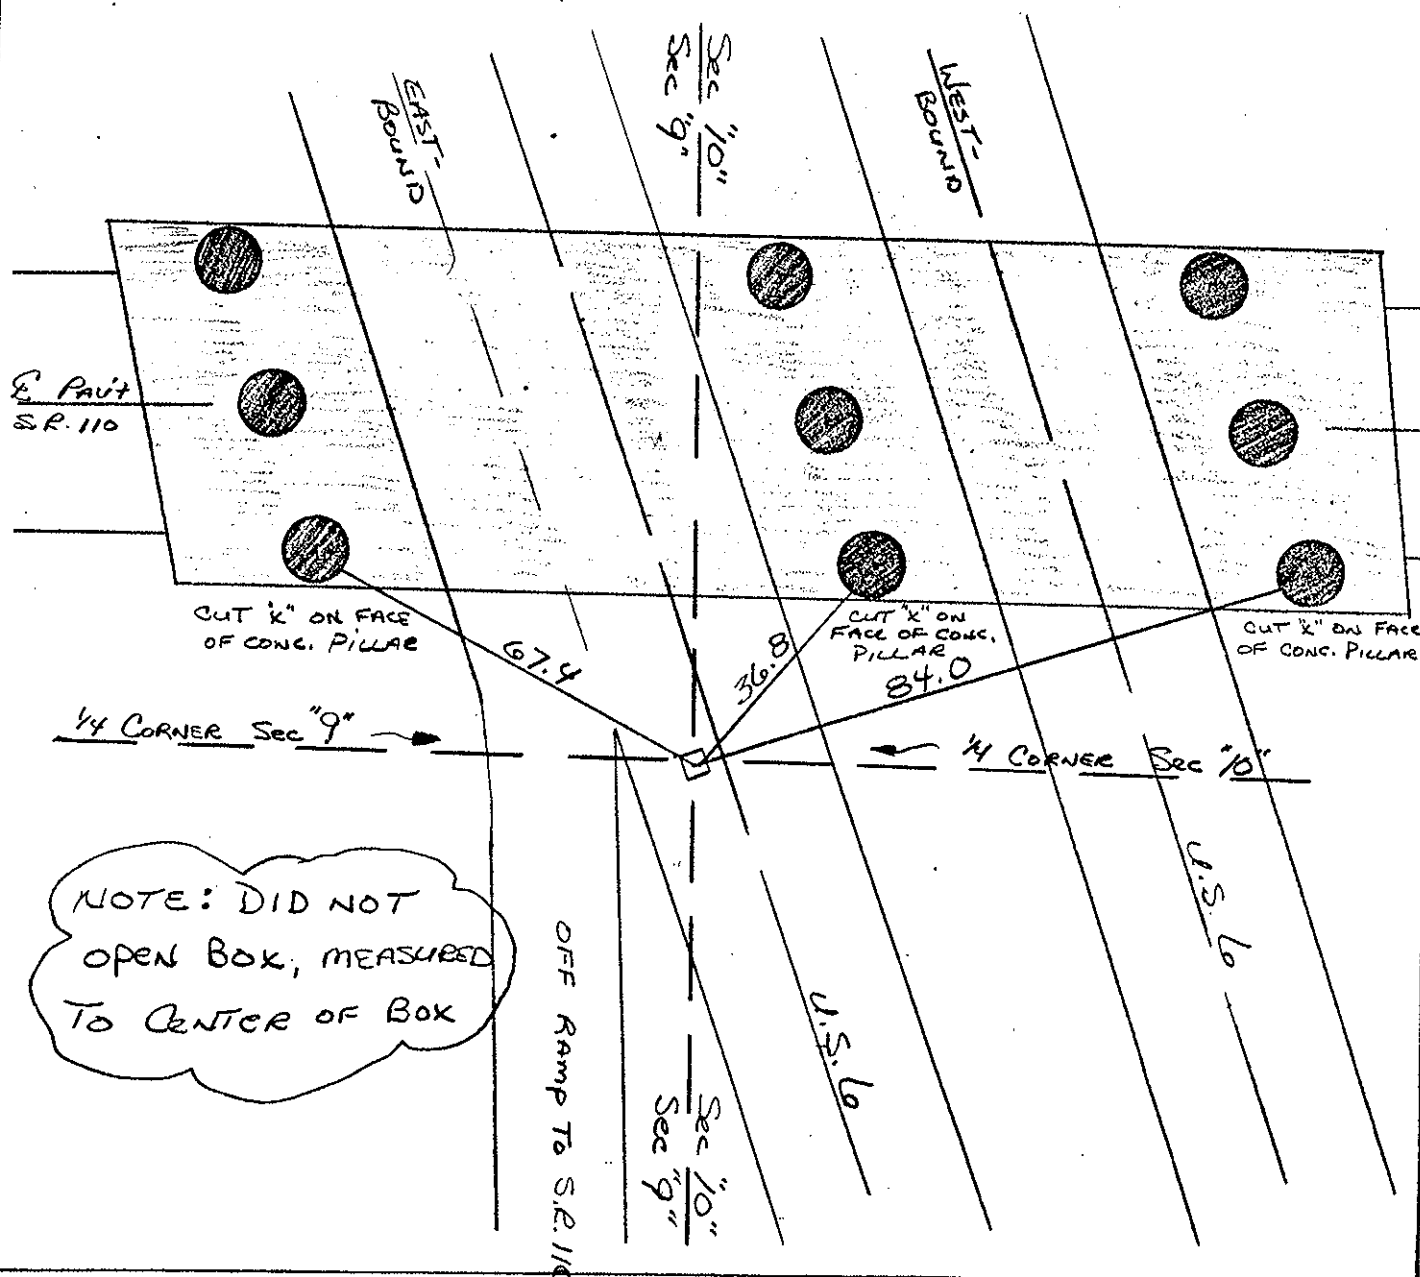 EAST-
BOUND
Sec "10"
Sec "9"
WEST-
BOUND
℄ PAV'T
S.R. 110
CUT "X" ON FACE
OF CONC. PILLAR
CUT "X" ON
FACE OF CONC.
PILLAR
CUT "X" ON FACE
OF CONC. PILLAR
67.4
36.8
84.0
1/4 CORNER Sec "9"
1/4 CORNER Sec "10"
NOTE: DID NOT
OPEN BOX, MEASURED
TO CENTER OF BOX
OFF RAMP TO S.R. 110
U.S. 6
U.S. 6
Sec "10"
Sec "9"